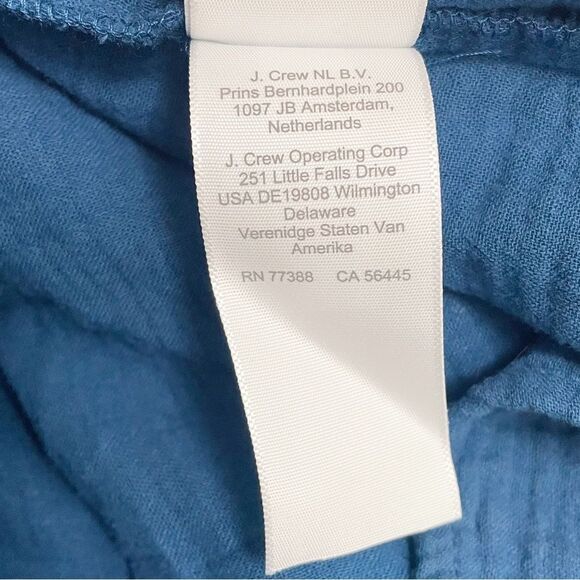 J. Crew NL B.V.
Prins Bernhardplein 200
1097 JB Amsterdam,
Netherlands
J. Crew Operating Corp
251 Little Falls Drive
USA DE19808 Wilmington
Delaware
Verenidge Staten Van
Amerika
RN 77388 CA 56445